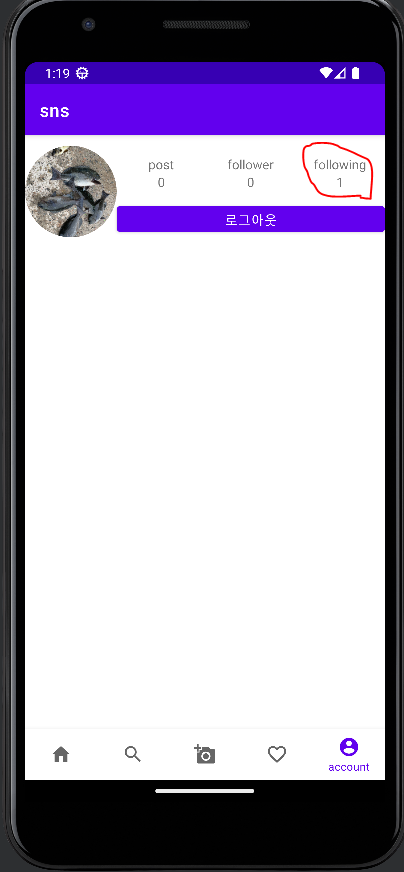 1:19
sns
post follower following
0 0 1
로그아웃
account